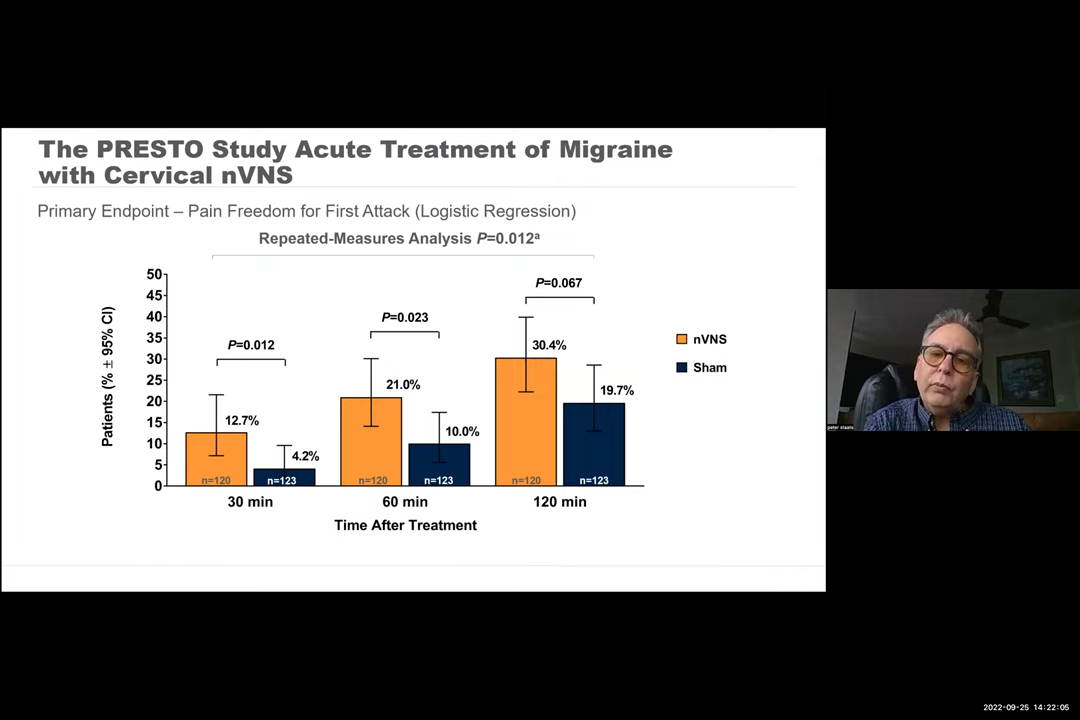 The PRESTO Study Acute Treatment of Migraine
with Cervical nVNS
Primary Endpoint – Pain Freedom for First Attack (Logistic Regression)
Repeated-Measures Analysis P=0.012ᵃ
Patients (% ± 95% CI)
50
45
40
35
30
25
20
15
10
5
0
P=0.012
P=0.023
P=0.067
12.7%
4.2%
21.0%
10.0%
30.4%
19.7%
n=120
n=123
n=120
n=123
n=120
n=123
30 min
60 min
120 min
Time After Treatment
nVNS
Sham
peter staats
2022-09-25 14:22:05